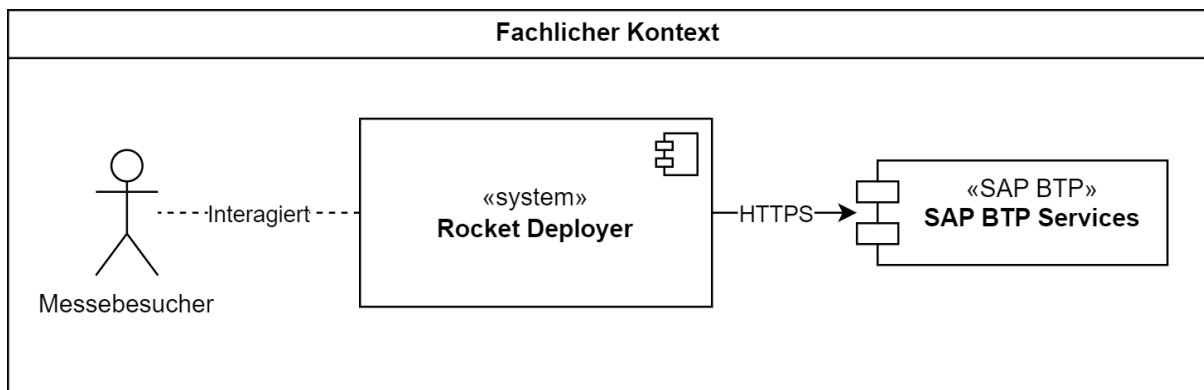 Fachlicher Kontext
Messebesucher
Interagiert
«system»
Rocket Deployer
HTTPS
«SAP BTP»
SAP BTP Services